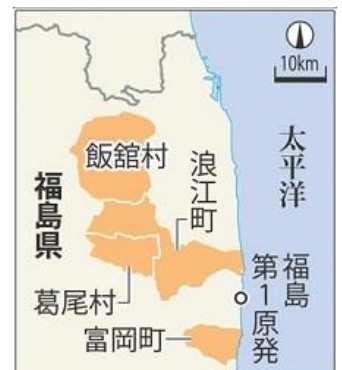 10km
太平洋
飯舘村
浪江町
福島県
福島
第1原発
葛尾村
富岡町